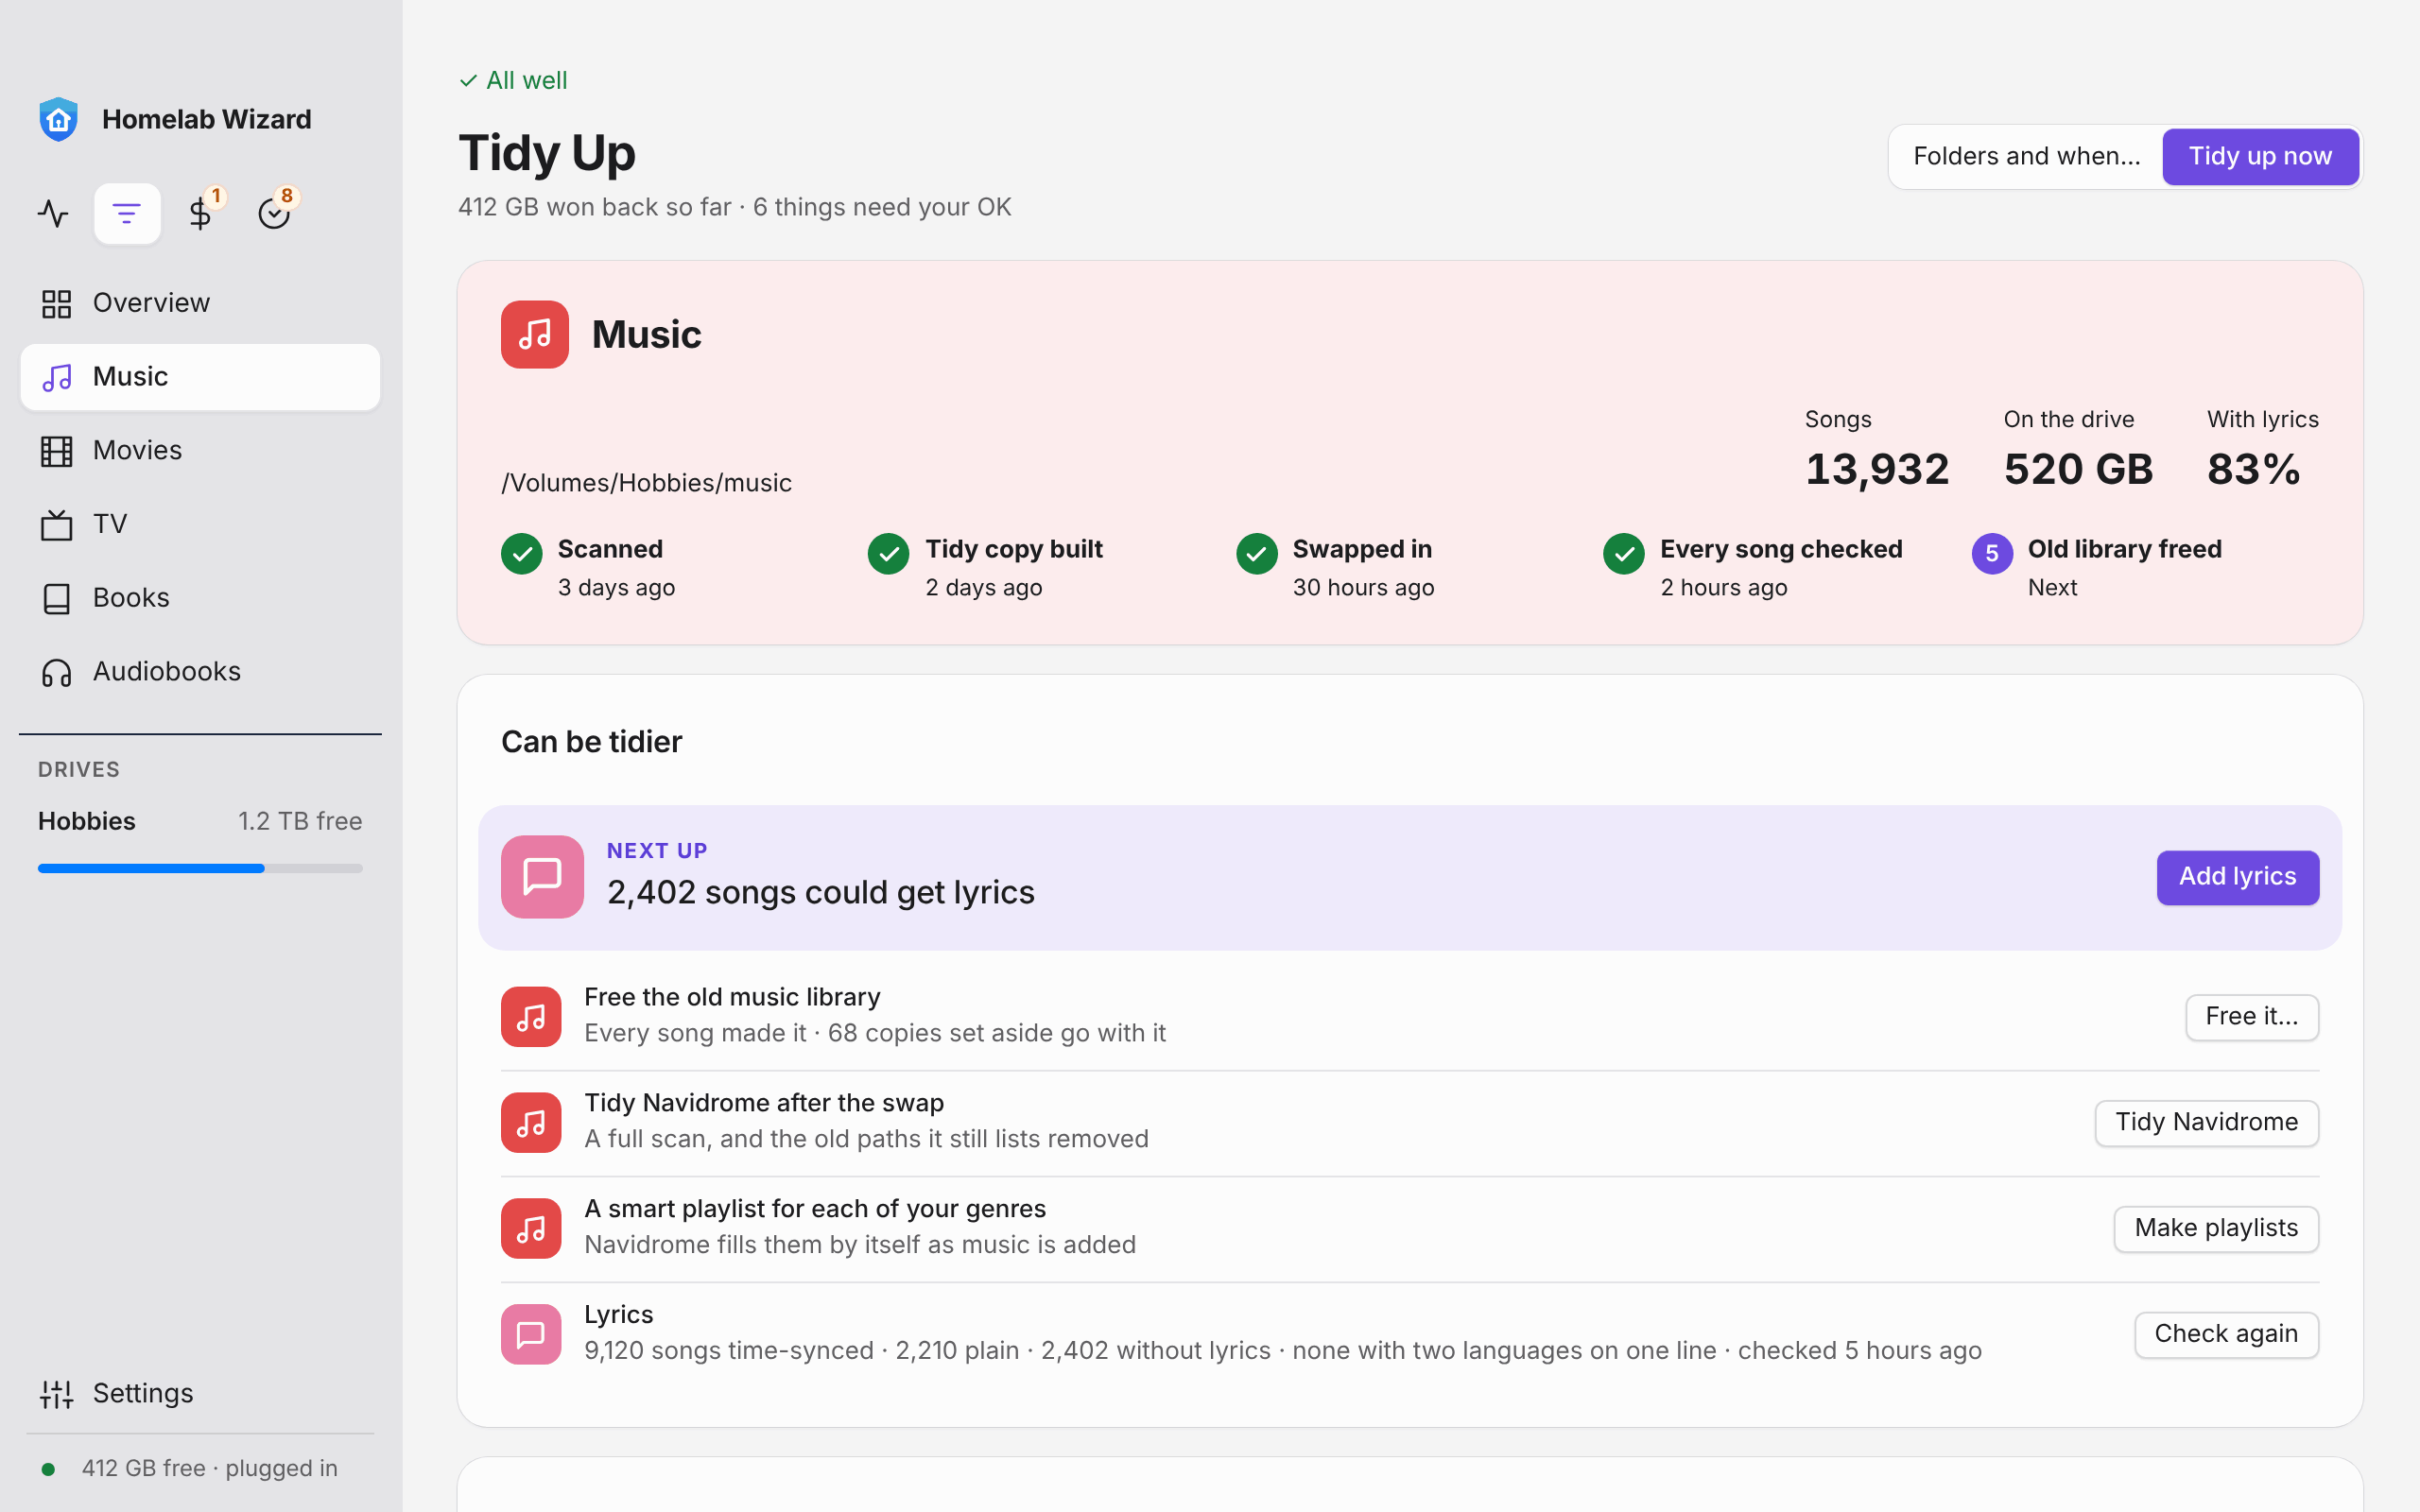 Homelab Wizard
1
8
Overview
Music
Movies
TV
Books
Audiobooks
DRIVES
Hobbies
1.2 TB free
Settings
412 GB free · plugged in
All well
Tidy Up
412 GB won back so far · 6 things need your OK
Folders and when...
Tidy up now
Music
/Volumes/Hobbies/music
Songs
13,932
On the drive
520 GB
With lyrics
83%
Scanned
3 days ago
Tidy copy built
2 days ago
Swapped in
30 hours ago
Every song checked
2 hours ago
5
Old library freed
Next
Can be tidier
NEXT UP
2,402 songs could get lyrics
Add lyrics
Free the old music library
Every song made it · 68 copies set aside go with it
Free it...
Tidy Navidrome after the swap
A full scan, and the old paths it still lists removed
Tidy Navidrome
A smart playlist for each of your genres
Navidrome fills them by itself as music is added
Make playlists
Lyrics
9,120 songs time-synced · 2,210 plain · 2,402 without lyrics · none with two languages on one line · checked 5 hours ago
Check again